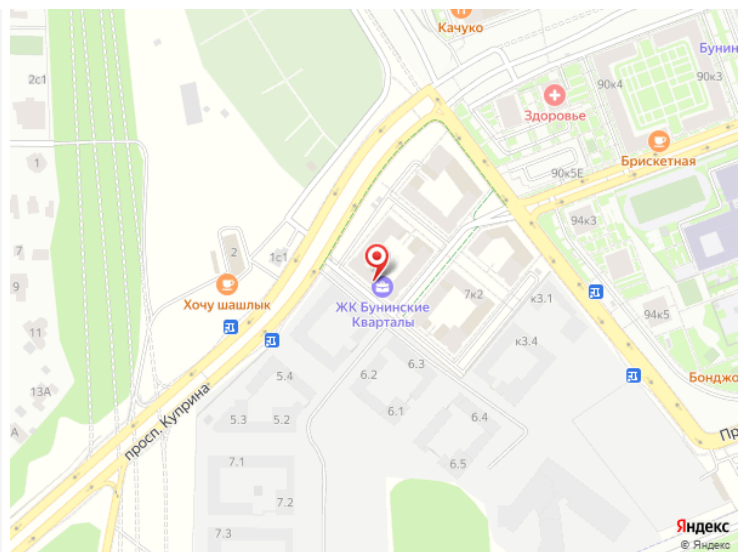 Качуко
2с1
90к4
90к3
Бунин
Здоровье
1
Брискетная
90к5Е
94к3
7
2
1с1
9
Хочу шашлык
ЖК Бунинские
Кварталы
7к2
к3.1
94к5
11
к3.4
6.3
5.4
6.2
Бонджо
13А
просп. Куприна
6.1
6.4
5.3
5.2
А
Пр
7.1
6.5
7.2
7.3
Яндекс
© Яндекс